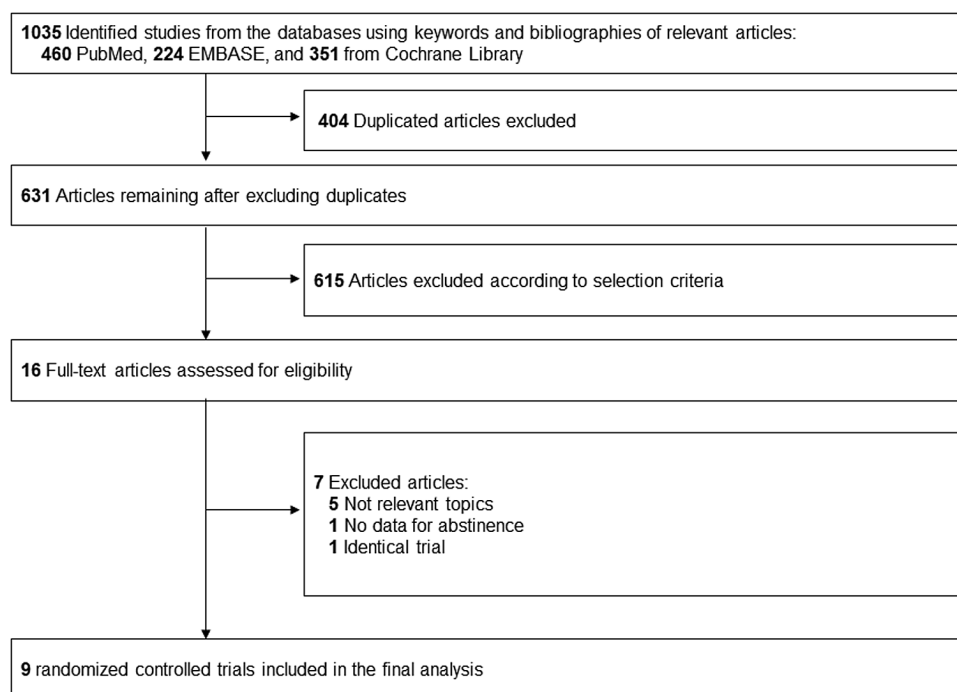 1035 Identified studies from the databases using keywords and bibliographies of relevant articles:
460 PubMed, 224 EMBASE, and 351 from Cochrane Library
404 Duplicated articles excluded
631 Articles remaining after excluding duplicates
615 Articles excluded according to selection criteria
16 Full-text articles assessed for eligibility
7 Excluded articles:
5 Not relevant topics
1 No data for abstinence
1 Identical trial
9 randomized controlled trials included in the final analysis